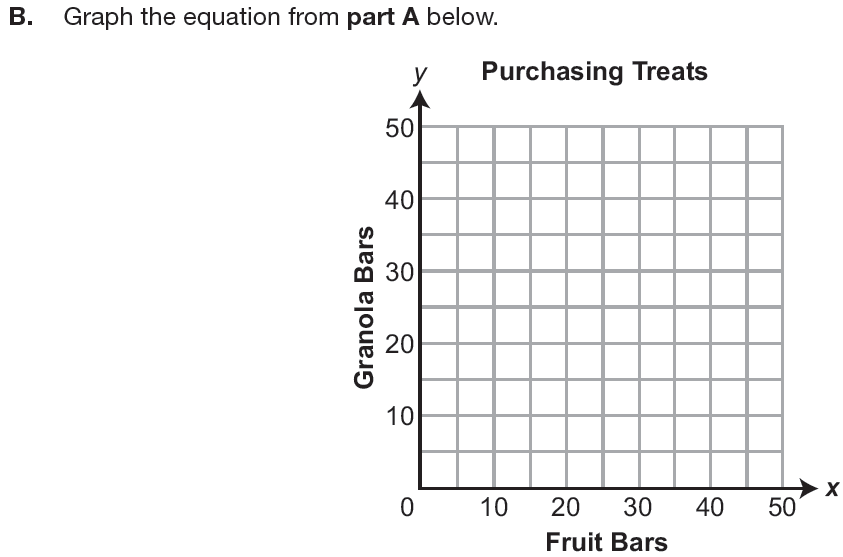 B. Graph the equation from part A below.
Purchasing Treats
y
50
40
30
20
10
0
Granola Bars
10 20 30 40 50
x
Fruit Bars